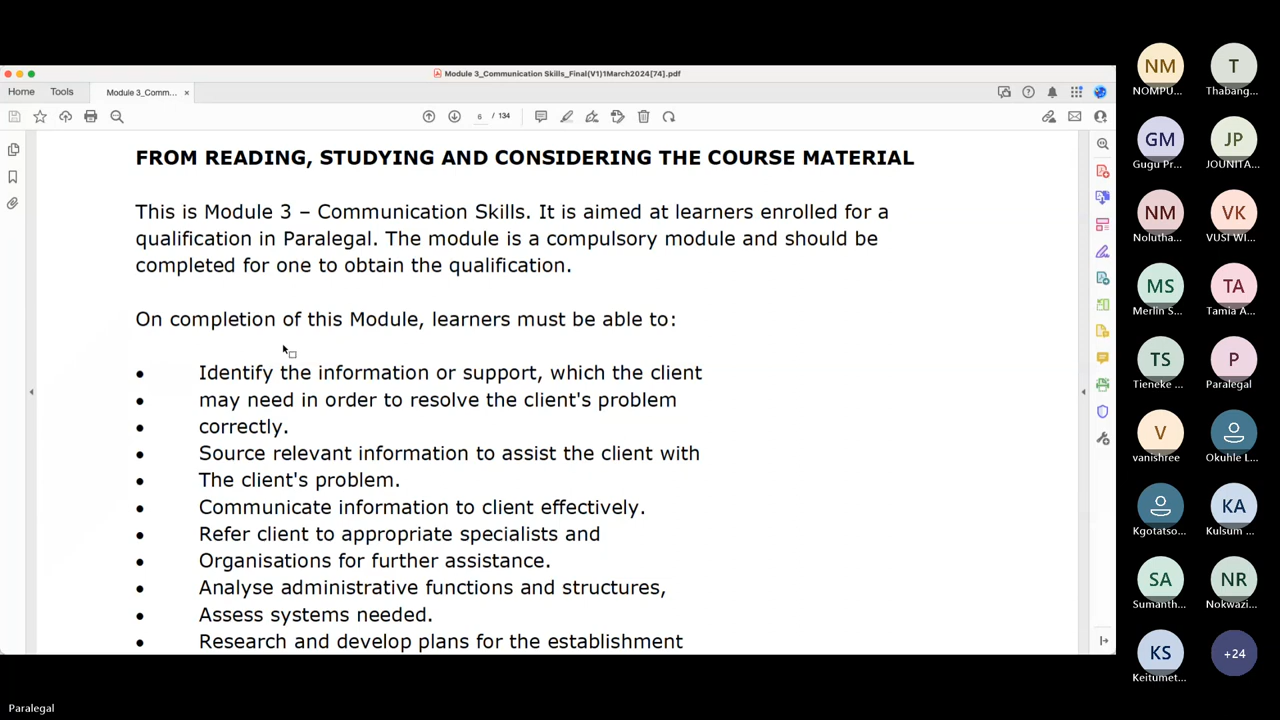 Module 3_Communication Skills_Final(V1)1March2024[74].pdf
Home Tools Module 3_Comm... ×
6 / 134
FROM READING, STUDYING AND CONSIDERING THE COURSE MATERIAL
This is Module 3 – Communication Skills. It is aimed at learners enrolled for a
qualification in Paralegal. The module is a compulsory module and should be
completed for one to obtain the qualification.
On completion of this Module, learners must be able to:
• Identify the information or support, which the client
• may need in order to resolve the client's problem
• correctly.
• Source relevant information to assist the client with
• The client's problem.
• Communicate information to client effectively.
• Refer client to appropriate specialists and
• Organisations for further assistance.
• Analyse administrative functions and structures,
• Assess systems needed.
• Research and develop plans for the establishment
NM T
NOMPU... Thabang...
GM JP
Gugu Pr... JOUNITA...
NM VK
Nolutha... VUSI WI...
MS TA
Merlin S... Tamia A...
TS P
Tieneke ... Paralegal
V
vanishree Okuhle L...
KA
Kgotatso... Kulsum ...
SA NR
Sumanth... Nokwazi...
KS +24
Keitumet...
Paralegal